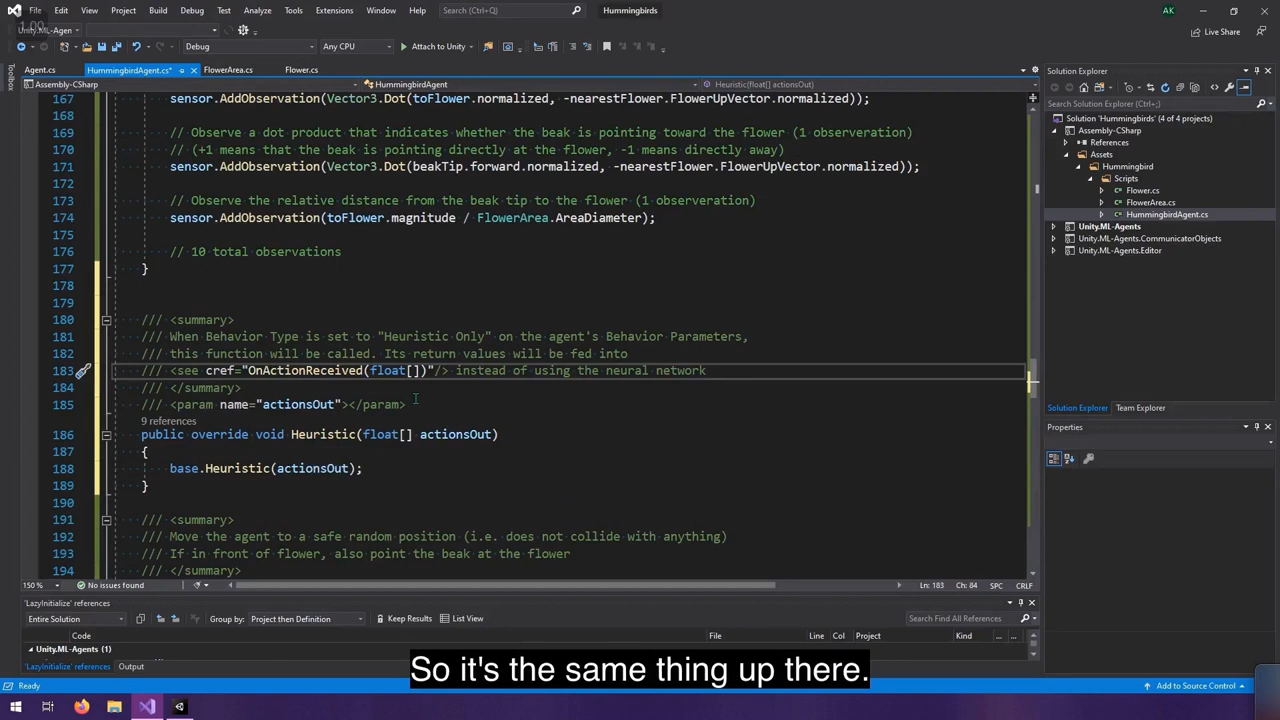 File Edit View Project Build Debug Test Analyze Tools Extensions Window Help Search (Ctrl+Q) Hummingbirds AK
1.00
Unity.ML-Agen Live Share
Debug Any CPU Attach to Unity
Toolbox
Agent.cs HummingbirdAgent.cs* FlowerArea.cs Flower.cs
Assembly-CSharp HummingbirdAgent Heuristic(float[] actionsOut)
167 sensor.AddObservation(Vector3.Dot(toFlower.normalized, -nearestFlower.FlowerUpVector.normalized));
168
169 // Observe a dot product that indicates whether the beak is pointing toward the flower (1 observeration)
170 // (+1 means that the beak is pointing directly at the flower, -1 means directly away)
171 sensor.AddObservation(Vector3.Dot(beakTip.forward.normalized, -nearestFlower.FlowerUpVector.normalized));
172
173 // Observe the relative distance from the beak tip to the flower (1 observeration)
174 sensor.AddObservation(toFlower.magnitude / FlowerArea.AreaDiameter);
175
176 // 10 total observations
177 }
178
179
180 /// <summary>
181 /// When Behavior Type is set to "Heuristic Only" on the agent's Behavior Parameters,
182 /// this function will be called. Its return values will be fed into
183 /// <see cref="OnActionReceived(float[])"/> instead of using the neural network
184 /// </summary>
185 /// <param name="actionsOut"></param>
9 references
186 public override void Heuristic(float[] actionsOut)
187 {
188 base.Heuristic(actionsOut);
189 }
190
191 /// <summary>
192 /// Move the agent to a safe random position (i.e. does not collide with anything)
193 /// If in front of flower, also point the beak at the flower
194 /// </summary>
150 % No issues found Ln: 183 Ch: 84 SPC CRLF
Solution Explorer
Search Solution Explorer (Ctrl+;)
Solution 'Hummingbirds' (4 of 4 projects)
Assembly-CSharp
References
Assets
Hummingbird
Scripts
Flower.cs
FlowerArea.cs
HummingbirdAgent.cs
Unity.ML-Agents
Unity.ML-Agents.CommunicatorObjects
Unity.ML-Agents.Editor
Solution Explorer Team Explorer
Properties
'LazyInitialize' references
Entire Solution Group by: Project then Definition Keep Results List View Search Find All References
Code File Line Col Project Kind
Unity.ML-Agents (1)
'LazyInitialize' references Output
So it's the same thing up there.
Ready Add to Source Control